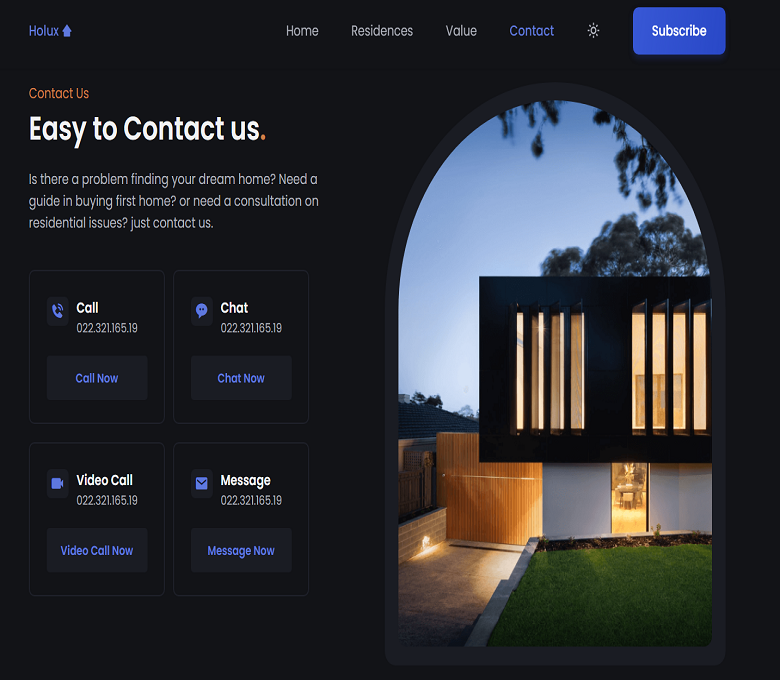 Holux
Home Residences Value Contact Subscribe
Contact Us
Easy to Contact us.
Is there a problem finding your dream home? Need a
guide in buying first home? or need a consultation on
residential issues? just contact us.
Call
022.321.165.19
Call Now
Chat
022.321.165.19
Chat Now
Video Call
022.321.165.19
Video Call Now
Message
022.321.165.19
Message Now